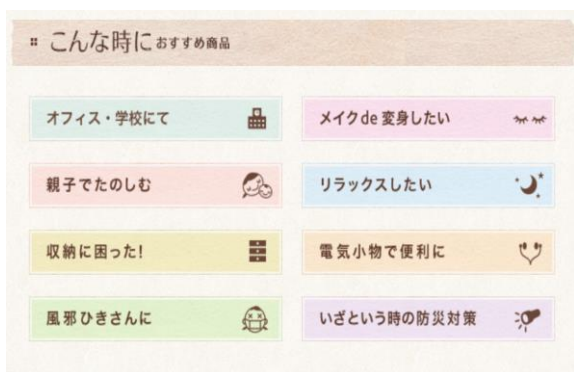 こんな時に おすすめ商品
オフィス・学校にて
メイクde変身したい
親子でたのしむ
リラックスしたい
収納に困った!
電気小物で便利に
風邪ひきさんに
いざという時の防災対策